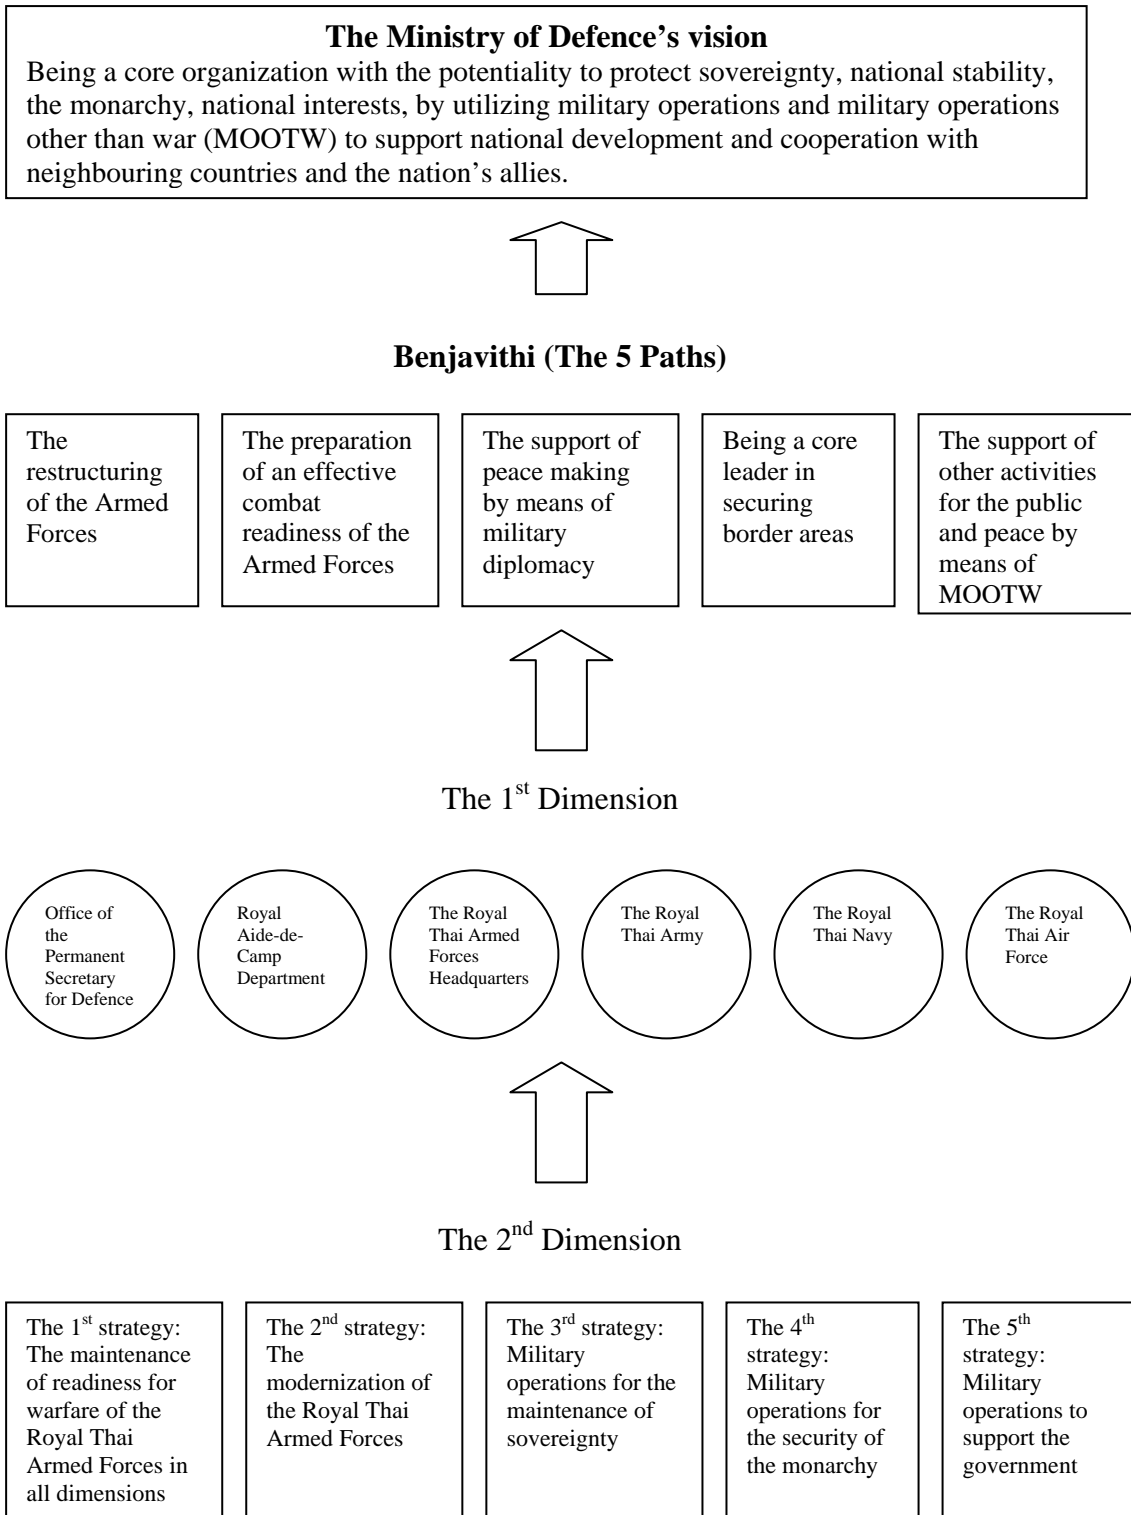 The Ministry of Defence's vision
Being a core organization with the potentiality to protect sovereignty, national stability,
the monarchy, national interests, by utilizing military operations and military operations
other than war (MOOTW) to support national development and cooperation with
neighbouring countries and the nation's allies.
Benjavithi (The 5 Paths)
The
restructuring
of the Armed
Forces
The preparation
of an effective
combat
readiness of the
Armed Forces
The support of
peace making
by means of
military
diplomacy
Being a core
leader in
securing
border areas
The support of
other activities
for the public
and peace by
means of
MOOTW
The 1st Dimension
Office of
the
Permanent
Secretary
for Defence
Royal
Aide-de-
Camp
Department
The Royal
Thai Armed
Forces
Headquarters
The Royal
Thai Army
The Royal
Thai Navy
The Royal
Thai Air
Force
The 2nd Dimension
The 1st strategy:
The maintenance
of readiness for
warfare of the
Royal Thai
Armed Forces in
all dimensions
The 2nd strategy:
The
modernization of
the Royal Thai
Armed Forces
The 3rd strategy:
Military
operations for the
maintenance of
sovereignty
The 4th
strategy:
Military
operations for
the security of
the monarchy
The 5th
strategy:
Military
operations to
support the
government